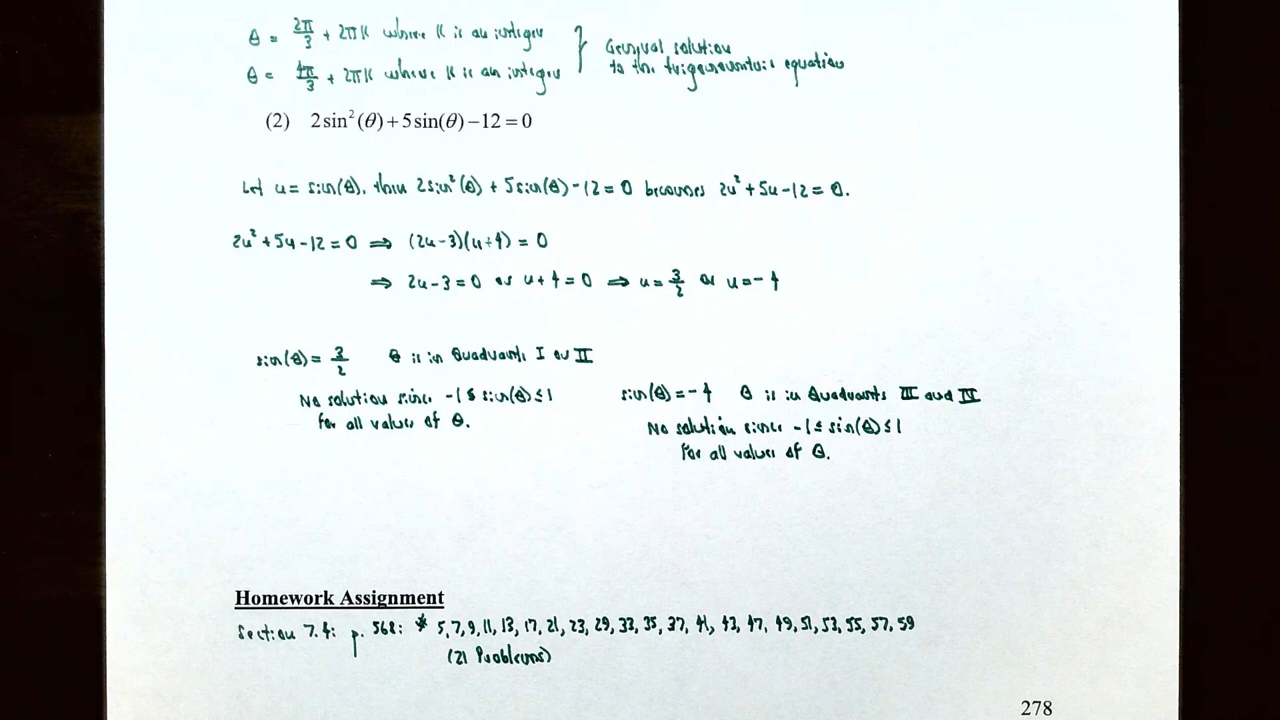 θ = 2π/3 + 2πk where k is an integer } General solution
θ = 4π/3 + 2πk where k is an integer } to the trigonometric equation
(2) 2sin²(θ)+5sin(θ)−12=0
Let u = sin(θ), then 2sin²(θ) + 5sin(θ) − 12 = 0 becomes 2u² + 5u − 12 = 0.
2u² + 5u − 12 = 0 ⇒ (2u−3)(u+4) = 0
⇒ 2u−3 = 0 or u+4 = 0 ⇒ u = 3/2 or u = −4
sin(θ) = 3/2 θ is in Quadrants I or II
No solution since −1 ≤ sin(θ) ≤ 1
for all values of θ.
sin(θ) = −4 θ is in Quadrants III and IV
No solution since −1 ≤ sin(θ) ≤ 1
for all values of θ.
Homework Assignment
Section 7.4: p. 568: * 5, 7, 9, 11, 13, 17, 21, 23, 29, 33, 35, 37, 41, 43, 47, 49, 51, 53, 55, 57, 59
(21 Problems)
278